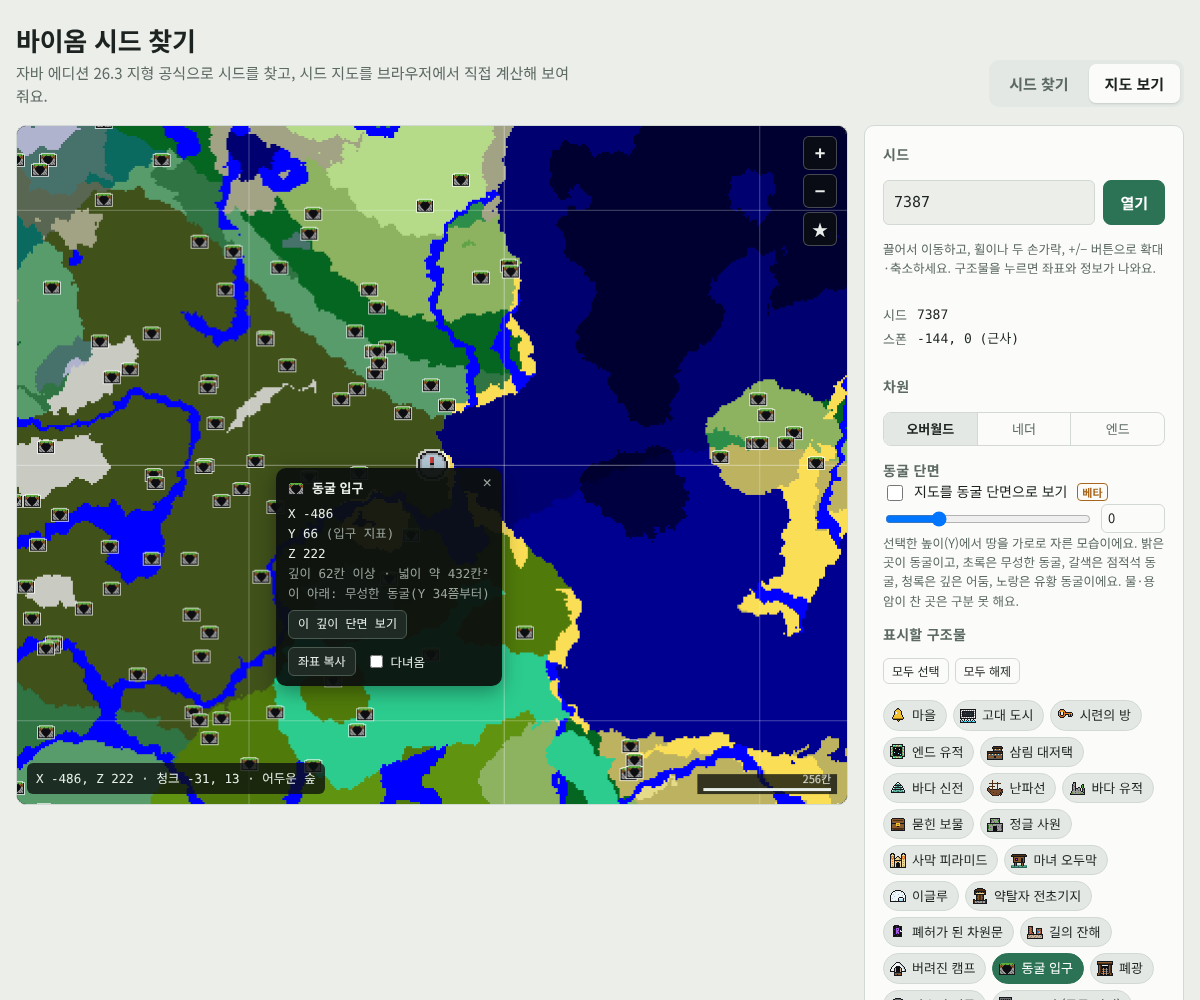 바이옴 시드 찾기
자바 에디션 26.3 지형 공식으로 시드를 찾고, 시드 지도를 브라우저에서 직접 계산해 보여
줘요.
시드 찾기
지도 보기
+
−
★
동굴 입구
×
X -486
Y 66 (입구 지표)
Z 222
깊이 62칸 이상 · 넓이 약 432칸²
이 아래: 무성한 동굴(Y 34쯤부터)
이 깊이 단면 보기
좌표 복사
다녀옴
X -486, Z 222 · 청크 -31, 13 · 어두운 숲
256칸
시드
7387
열기
끌어서 이동하고, 휠이나 두 손가락, +/− 버튼으로 확대
·축소하세요. 구조물을 누르면 좌표와 정보가 나와요.
시드 7387
스폰 -144, 0 (근사)
차원
오버월드
네더
엔드
동굴 단면
지도를 동굴 단면으로 보기 베타
0
선택한 높이(Y)에서 땅을 가로로 자른 모습이에요. 밝은
곳이 동굴이고, 초록은 무성한 동굴, 갈색은 점적석 동
굴, 청록은 깊은 어둠, 노랑은 유황 동굴이에요. 물·용
암이 찬 곳은 구분 못 해요.
표시할 구조물
모두 선택
모두 해제
마을
고대 도시
시련의 방
엔드 유적
삼림 대저택
바다 신전
난파선
바다 유적
묻힌 보물
정글 사원
사막 피라미드
마녀 오두막
이글루
약탈자 전초기지
폐허가 된 차원문
길의 잔해
버려진 캠프
동굴 입구
폐광